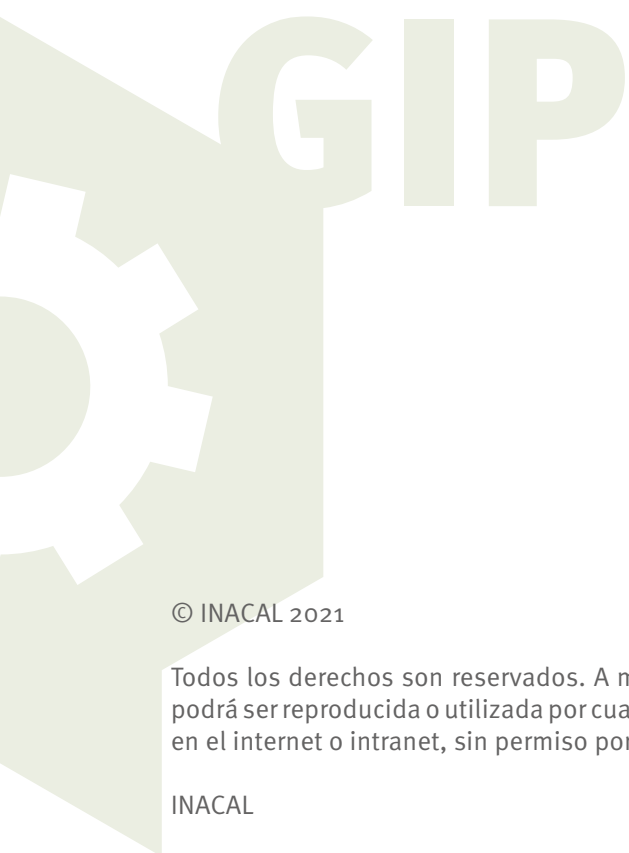 GIP
© INACAL 2021
Todos los derechos son reservados. A
podrá ser reproducida o utilizada por
en el internet o intranet, sin permiso
INACAL